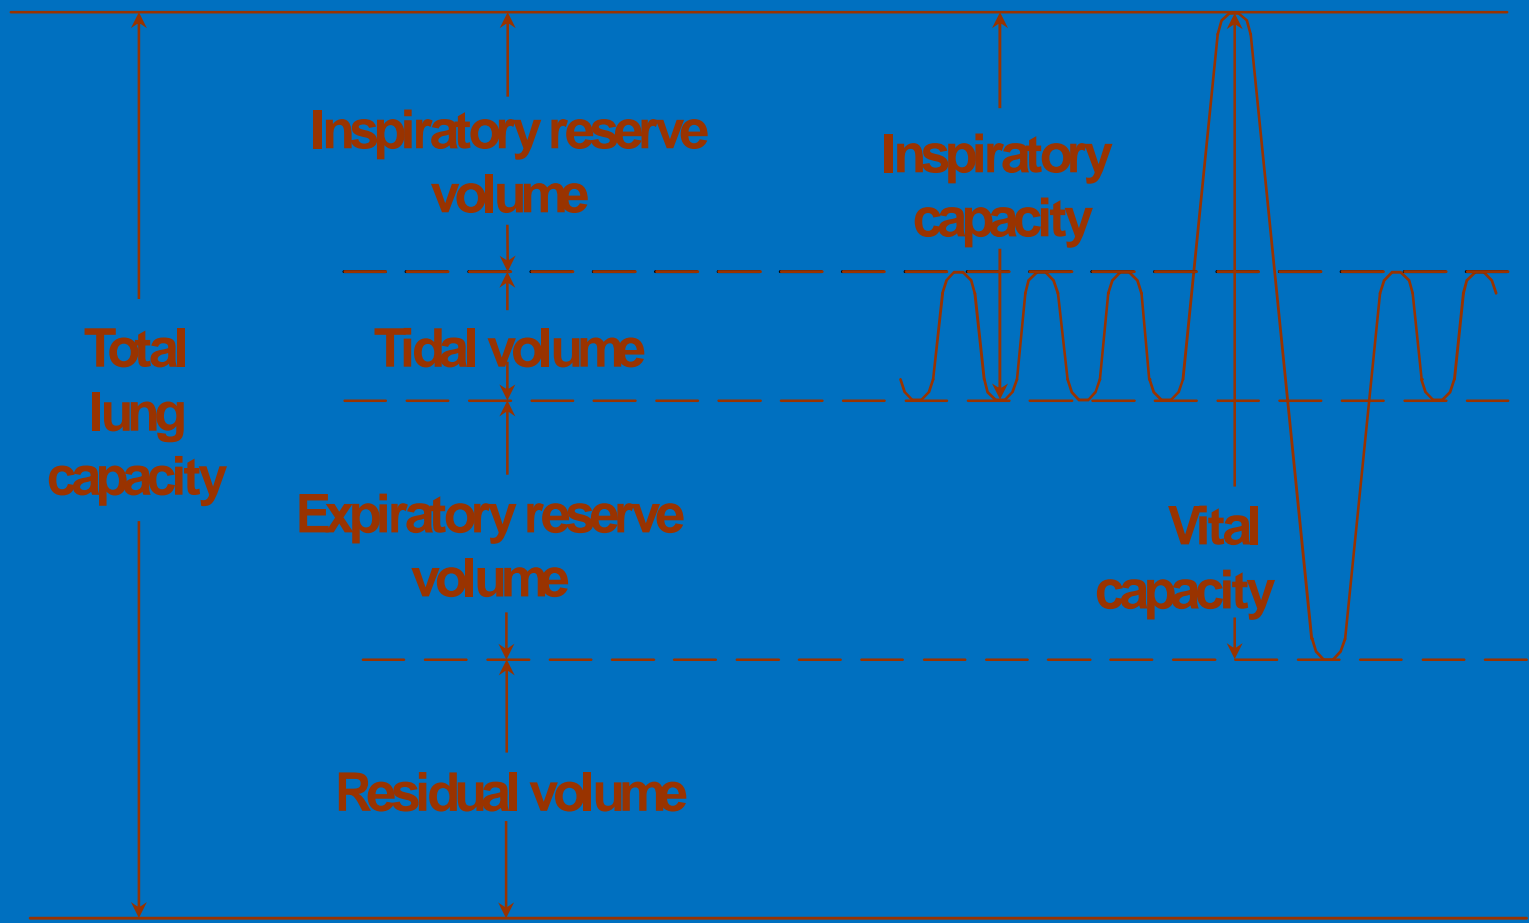 Total
lung
capacity
Inspiratory reserve
volume
Tidal volume
Expiratory reserve
volume
Residual volume
Inspiratory
capacity
Vital
capacity